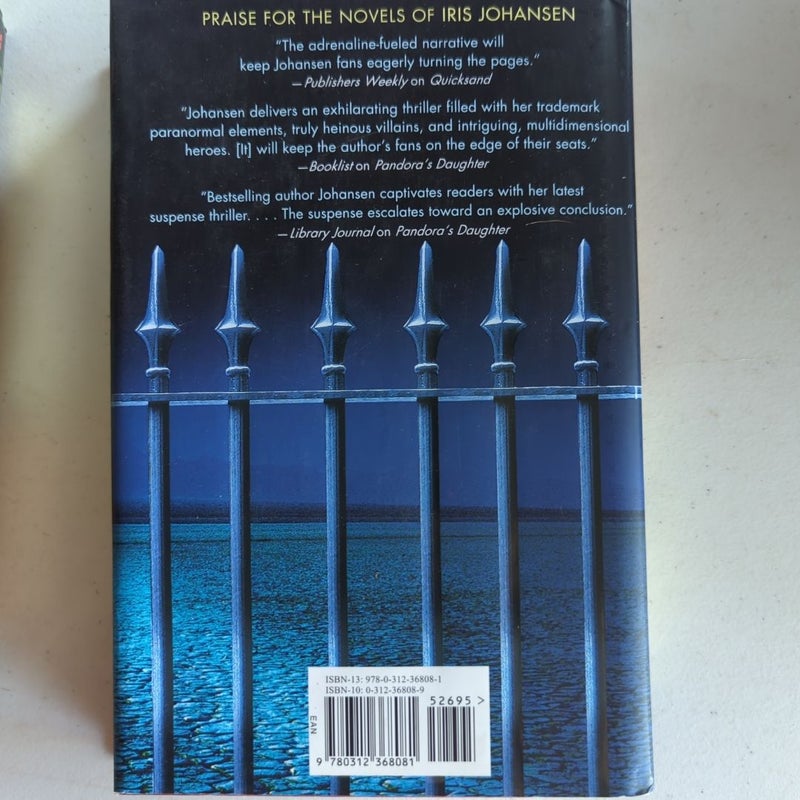 PRAISE FOR THE NOVELS OF IRIS JOHANSEN
“The adrenaline-fueled narrative will
keep Johansen fans eagerly turning the pages.”
—Publishers Weekly on Quicksand
“Johansen delivers an exhilarating thriller filled with her trademark
paranormal elements, truly heinous villains, and intriguing, multidimensional
heroes. [It] will keep the author’s fans on the edge of their seats.”
—Booklist on Pandora’s Daughter
“Bestselling author Johansen captivates readers with her latest
suspense thriller. . . . The suspense escalates toward an explosive conclusion.”
—Library Journal on Pandora’s Daughter
ISBN-13: 978-0-312-36808-1
ISBN-10: 0-312-36808-9
52695 >
EAN
9 780312 368081